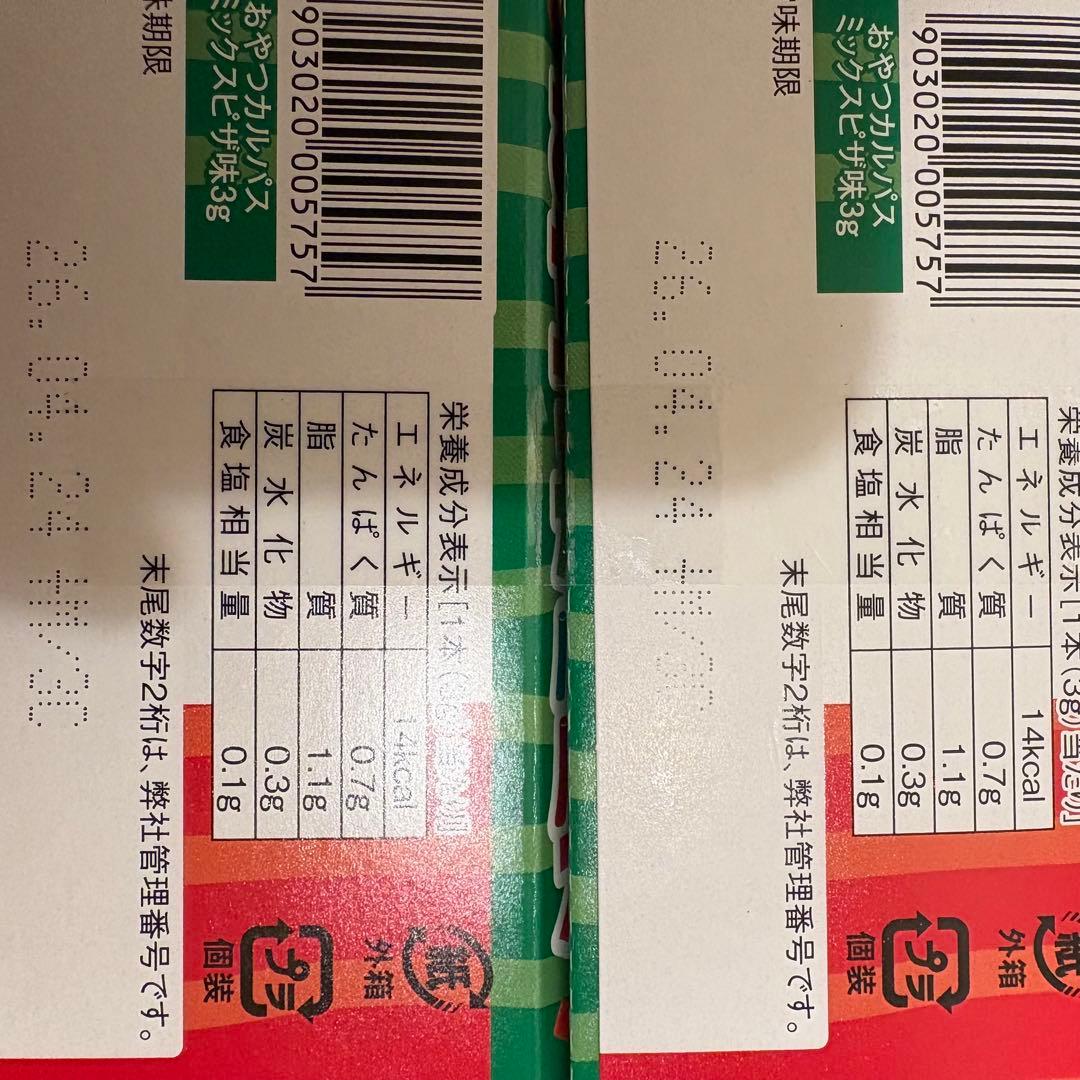 味期限
おやつカルパス
ミックスピザ味3g
903020 005757
26.04.24
栄養成分表示[1本(3g)当たり]
エネルギー 14kcal
たんぱく質 0.7g
脂質 1.1g
炭水化物 0.3g
食塩相当量 0.1g
末尾数字2桁は、弊社管理番号です。
紙
外箱
プラ
個装
味期限
おやつカルパス
ミックスピザ味3g
903020 005757
26.04.24
栄養成分表示[1本(3g)当たり]
エネルギー 14kcal
たんぱく質 0.7g
脂質 1.1g
炭水化物 0.3g
食塩相当量 0.1g
末尾数字2桁は、弊社管理番号です。
紙
外箱
プラ
個装